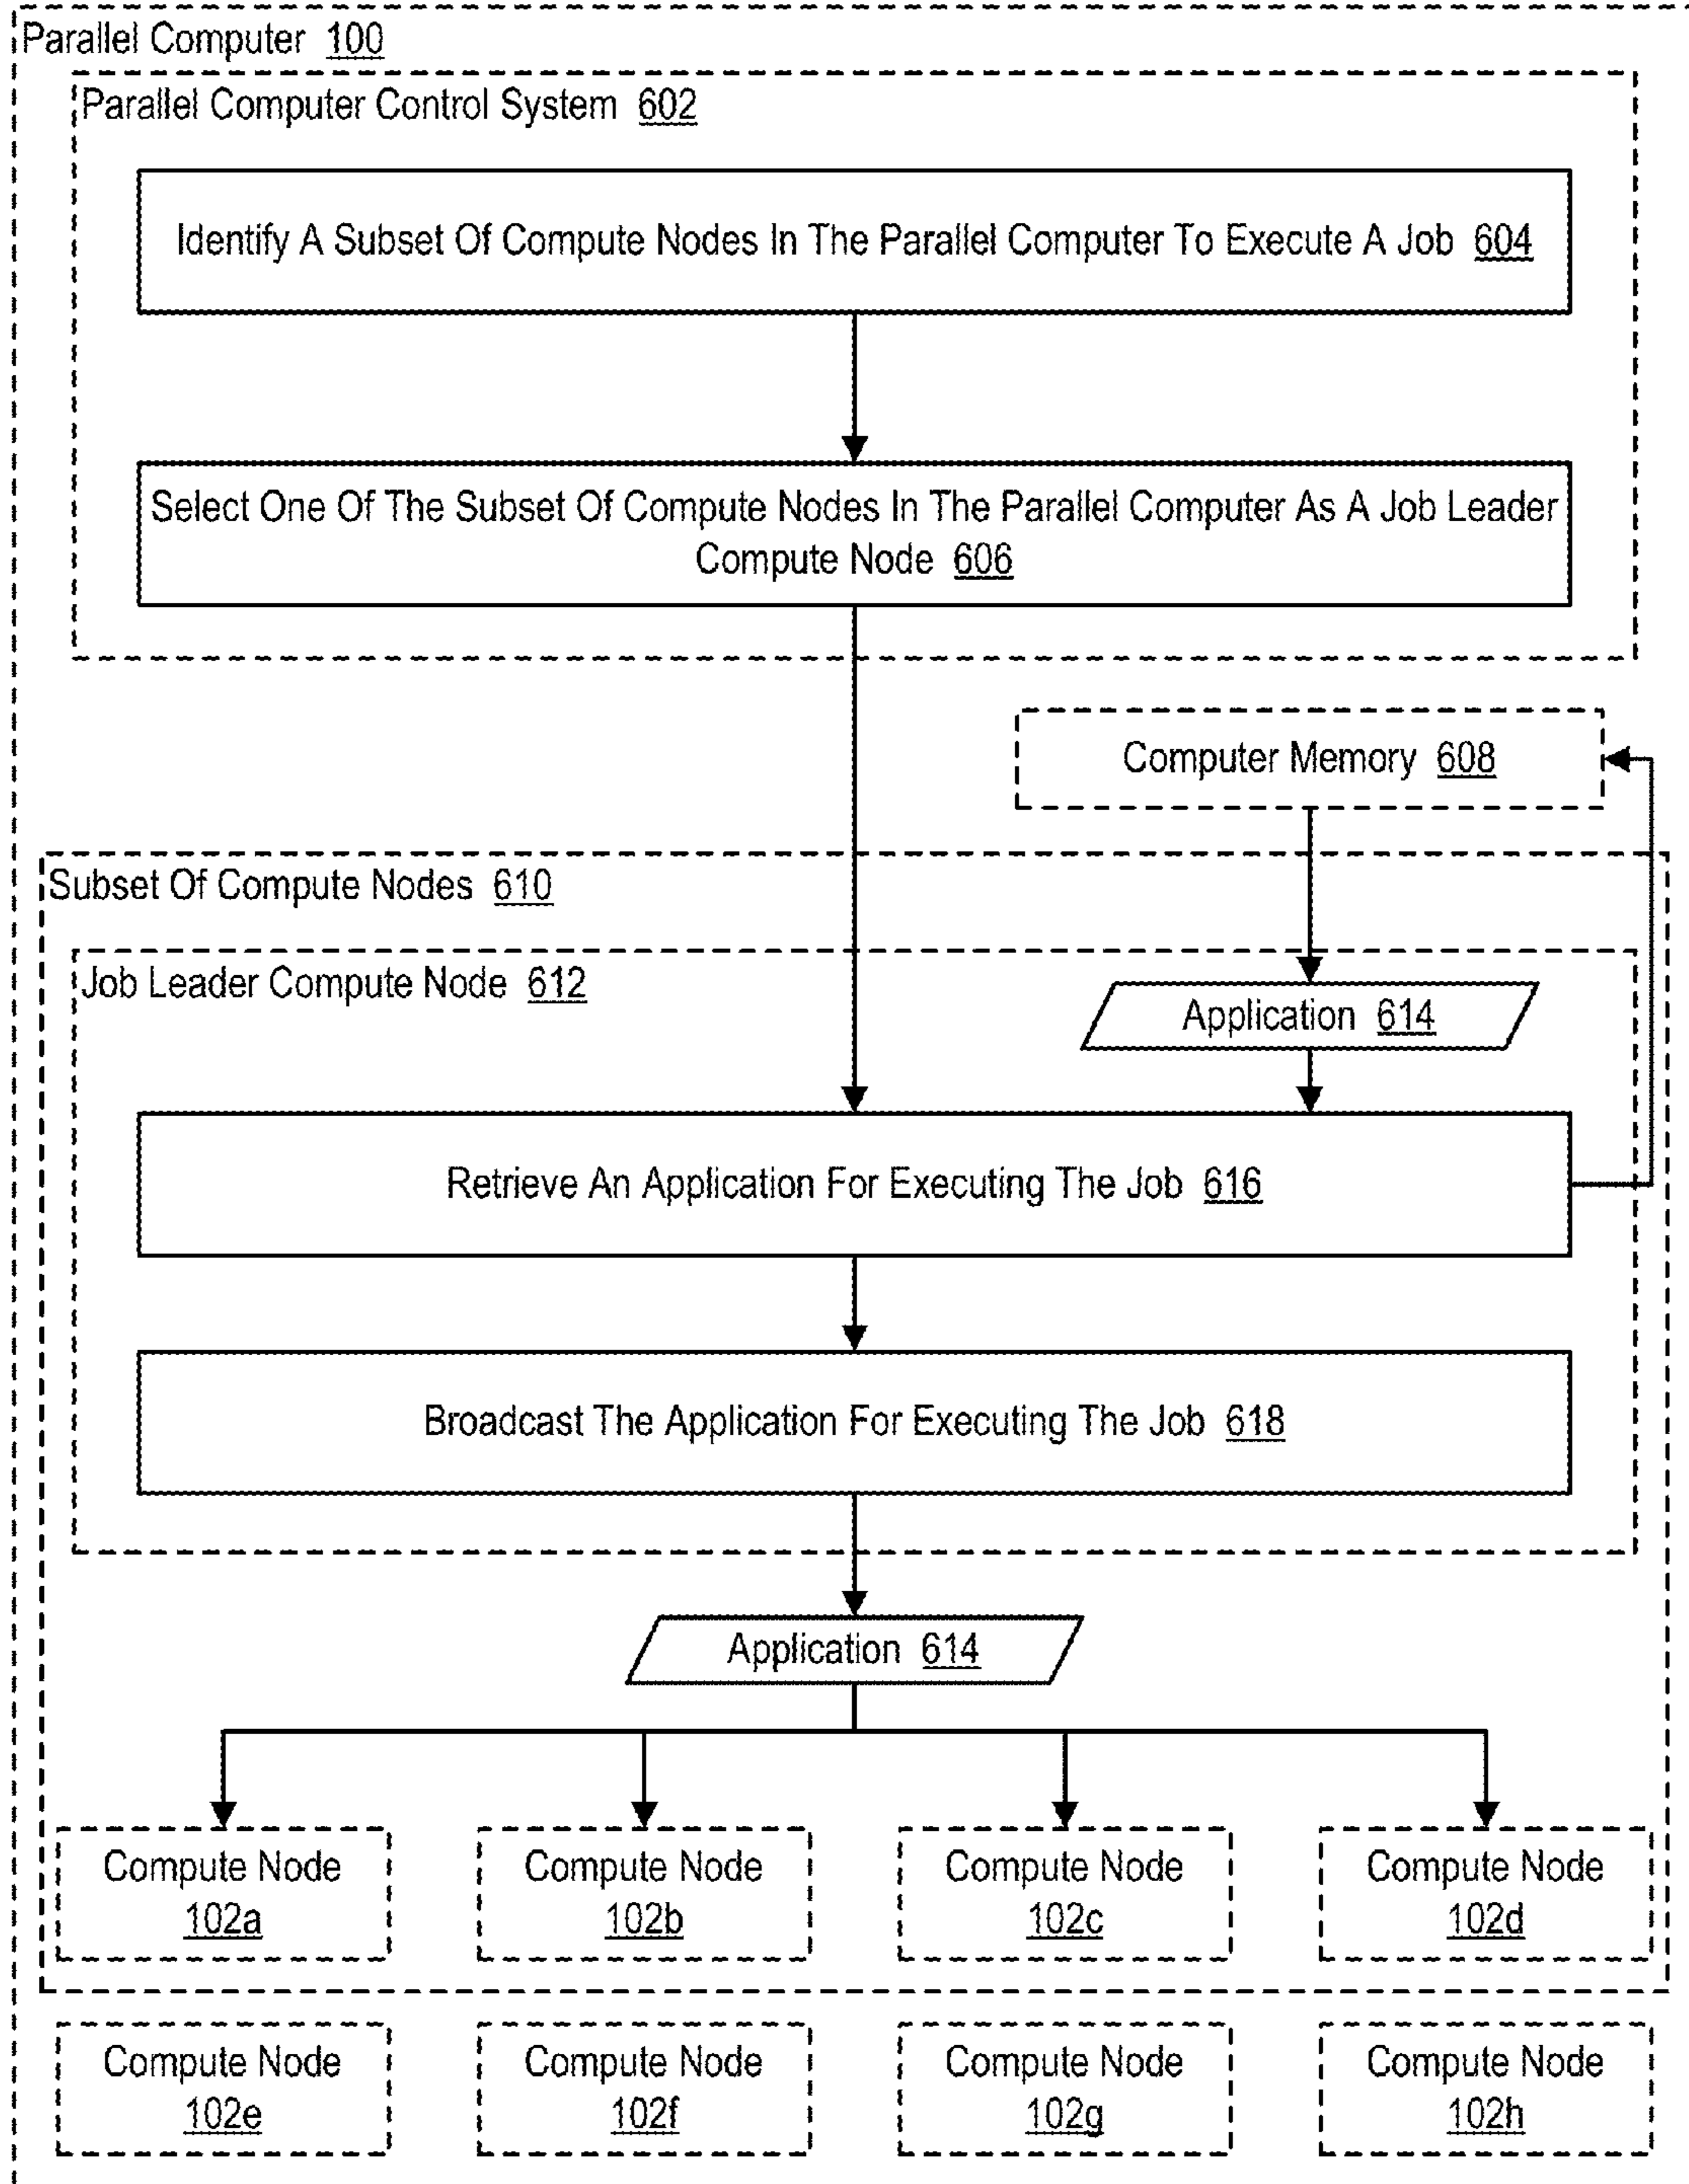 Parallel Computer 100
Parallel Computer Control System 602
Identify A Subset Of Compute Nodes In The Parallel Computer To Execute A Job 604
Select One Of The Subset Of Compute Nodes In The Parallel Computer As A Job Leader
Compute Node 606
Computer Memory 608
Subset Of Compute Nodes 610
Job Leader Compute Node 612
Application 614
Retrieve An Application For Executing The Job 616
Broadcast The Application For Executing The Job 618
Application 614
Compute Node
102a
Compute Node
102b
Compute Node
102c
Compute Node
102d
Compute Node
102e
Compute Node
102f
Compute Node
102g
Compute Node
102h